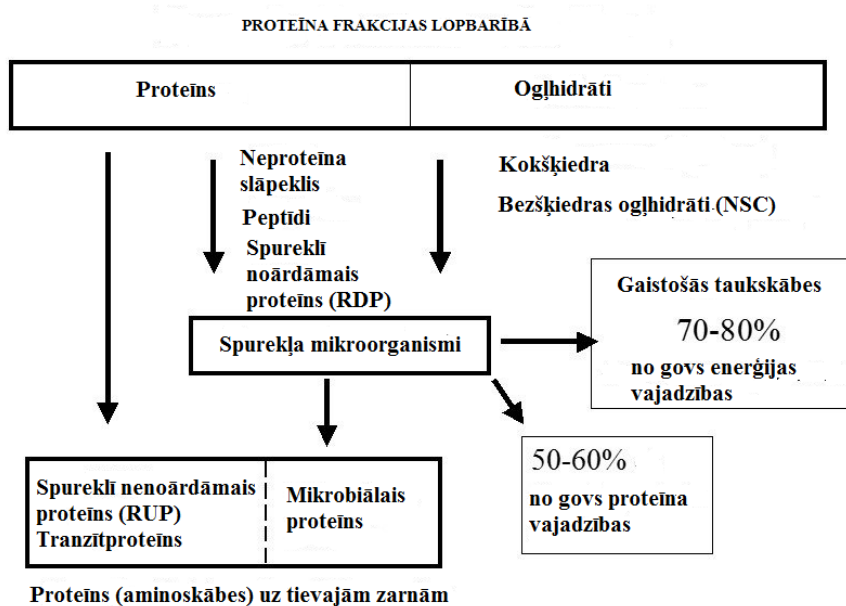 PROTEĪNA FRAKCIJAS LOPBARĪBĀ
Proteīns
Ogļhidrāti
Neproteīna
slāpeklis
Peptīdi
Spureklī
noārdāmais
proteīns (RDP)
Kokšķiedra
Bezšķiedras ogļhidrāti (NSC)
Gaistošās taukskābes
70-80%
no govs enerģijas
vajadzības
Spurekļa mikroorganismi
50-60%
no govs proteīna
vajadzības
Spureklī nenoārdāmais
proteīns (RUP)
Tranzītproteīns
Mikrobiālais
proteīns
Proteīns (aminoskābes) uz tievajām zarnām